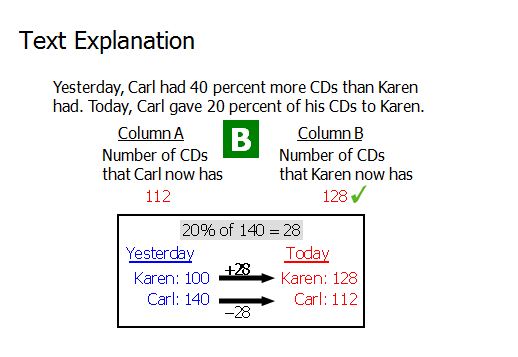 Text Explanation
Yesterday, Carl had 40 percent more CDs than Karen
had. Today, Carl gave 20 percent of his CDs to Karen.
Column A
B
Column B
Number of CDs
that Carl now has
Number of CDs
that Karen now has
112
128
20% of 140 = 28
Yesterday
Today
Karen: 100
+28
Karen: 128
Carl: 140
−28
Carl: 112